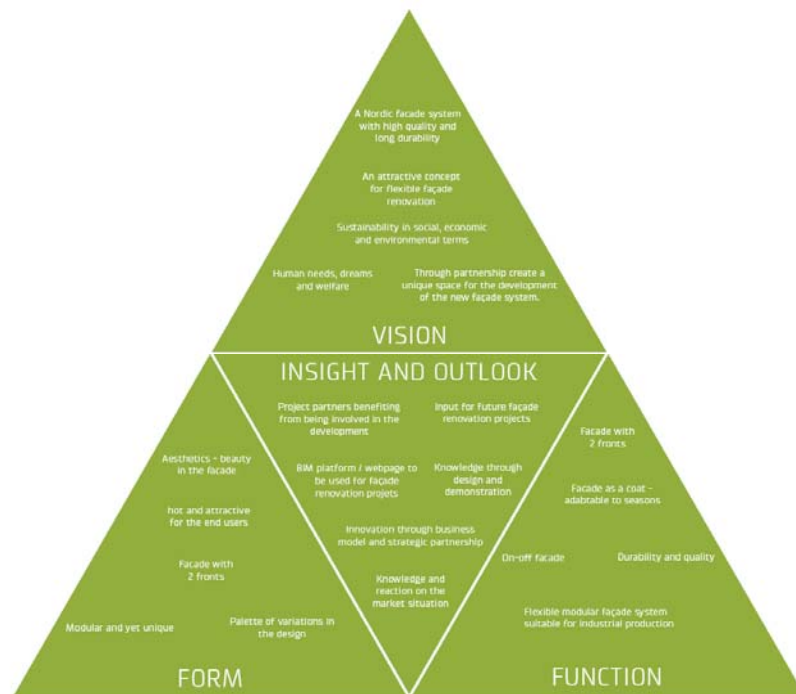 A Nordic facade system
with high quality and
long durability
An attractive concept
for flexible façade
renovation
Sustainability in social, economic
and environmental terms
Human needs, dreams
and welfare
Through partnership create a
unique space for the development
of the new façade system.
VISION
INSIGHT AND OUTLOOK
Project partners benefiting
from being involved in the
development
Input for future façade
renovation projects
BIM platform / webpage to
be used for façade
renovation projets
Knowledge through
design and
demonstration
Innovation through business
model and strategic partnership
Knowledge and
reaction on the
market situation
Aesthetics - beauty
in the facade
hot and attractive
for the end users
Facade with
2 fronts
Modular and yet unique
Palette of variations in
the design
FORM
Facade with
2 fronts
Facade as a coat -
adabtable to seasons
On-off facade
Durability and quality
Flexible modular façade system
suitable for industrial production
FUNCTION